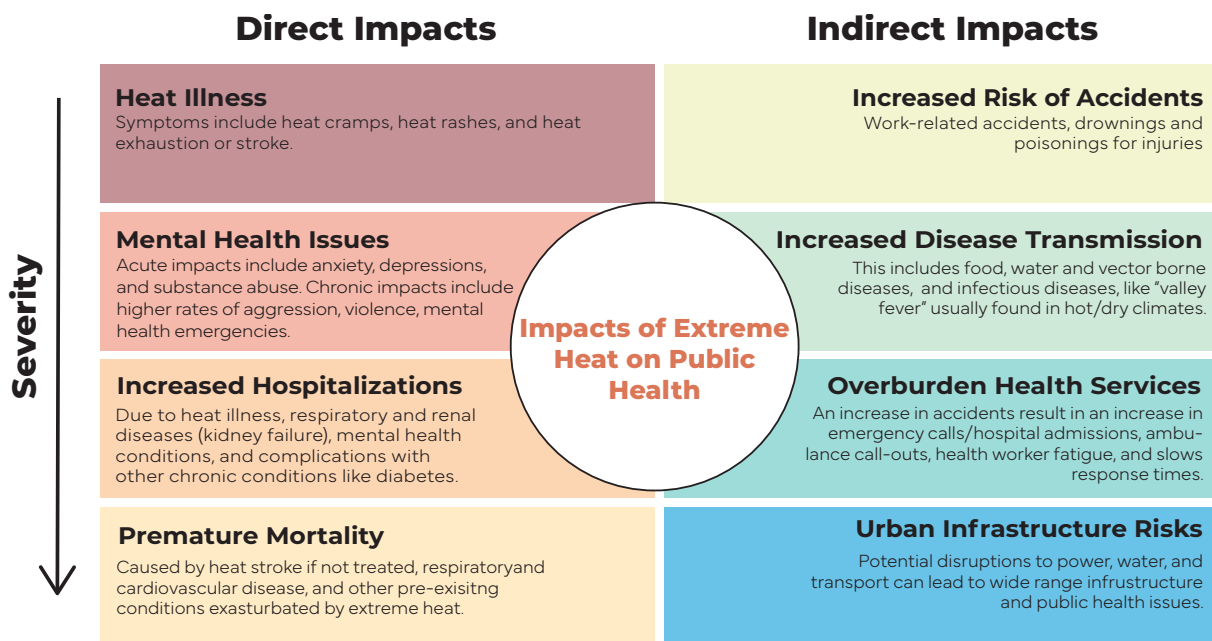 Direct Impacts
Indirect Impacts
Severity
Heat Illness
Symptoms include heat cramps, heat rashes, and heat
exhaustion or stroke.
Increased Risk of Accidents
Work-related accidents, drownings and
poisonings for injuries
Mental Health Issues
Acute impacts include anxiety, depressions,
and substance abuse. Chronic impacts include
higher rates of aggression, violence, mental
health emergencies.
Increased Disease Transmission
This includes food, water and vector borne
diseases, and infectious diseases, like "valley
fever" usually found in hot/dry climates.
Impacts of Extreme
Heat on Public
Health
Increased Hospitalizations
Due to heat illness, respiratory and renal
diseases (kidney failure), mental health
conditions, and complications with
other chronic conditions like diabetes.
Overburden Health Services
An increase in accidents result in an increase in
emergency calls/hospital admissions, ambu-
lance call-outs, health worker fatigue, and slows
response times.
Premature Mortality
Caused by heat stroke if not treated, respiratoryand
cardiovascular disease, and other pre-exisitng
conditions exasturbated by extreme heat.
Urban Infrastructure Risks
Potential disruptions to power, water, and
transport can lead to wide range infrustructure
and public health issues.